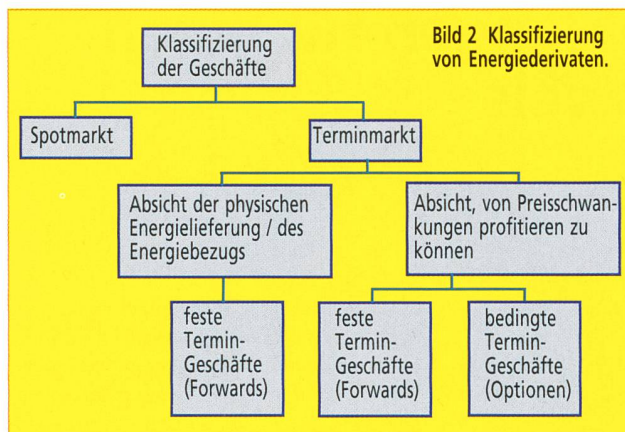 Bild 2 Klassifizierung
von Energiederivaten.
Klassifizierung
der Geschäfte
Spotmarkt
Terminmarkt
Absicht der physischen
Energielieferung / des
Energiebezugs
Absicht, von Preisschwan-
kungen profitieren zu
können
feste
Termin-
Geschäfte
(Forwards)
feste
Termin-
Geschäfte
(Forwards)
bedingte
Termin-
Geschäfte
(Optionen)